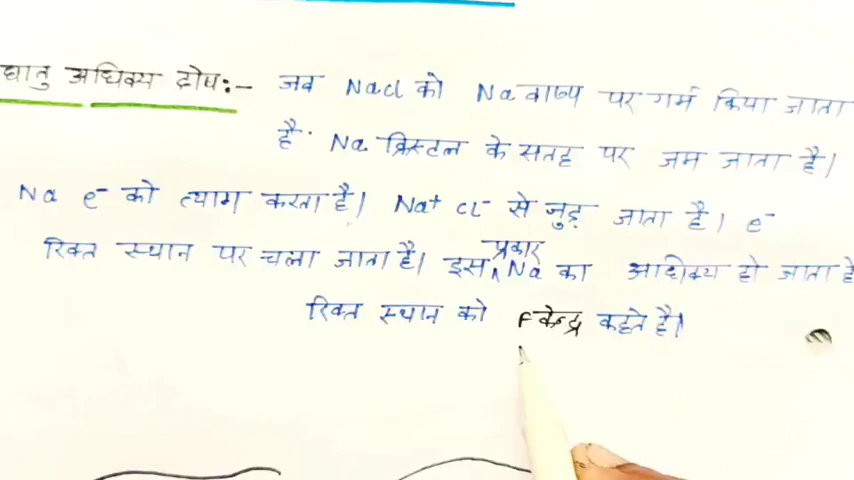 धातु अधिक्य दोष:- जब NaCl को Na वाष्प पर गर्म किया जाता
है. Na क्रिस्टल के सतह पर जम जाता है।
Na e⁻ को त्याग करता है। Na⁺ Cl⁻ से जुड़ जाता है। e⁻
रिक्त स्थान पर चला जाता है। इस प्रकार Na का आधिक्य हो जाता है
रिक्त स्थान को F केन्द्र कहते है।